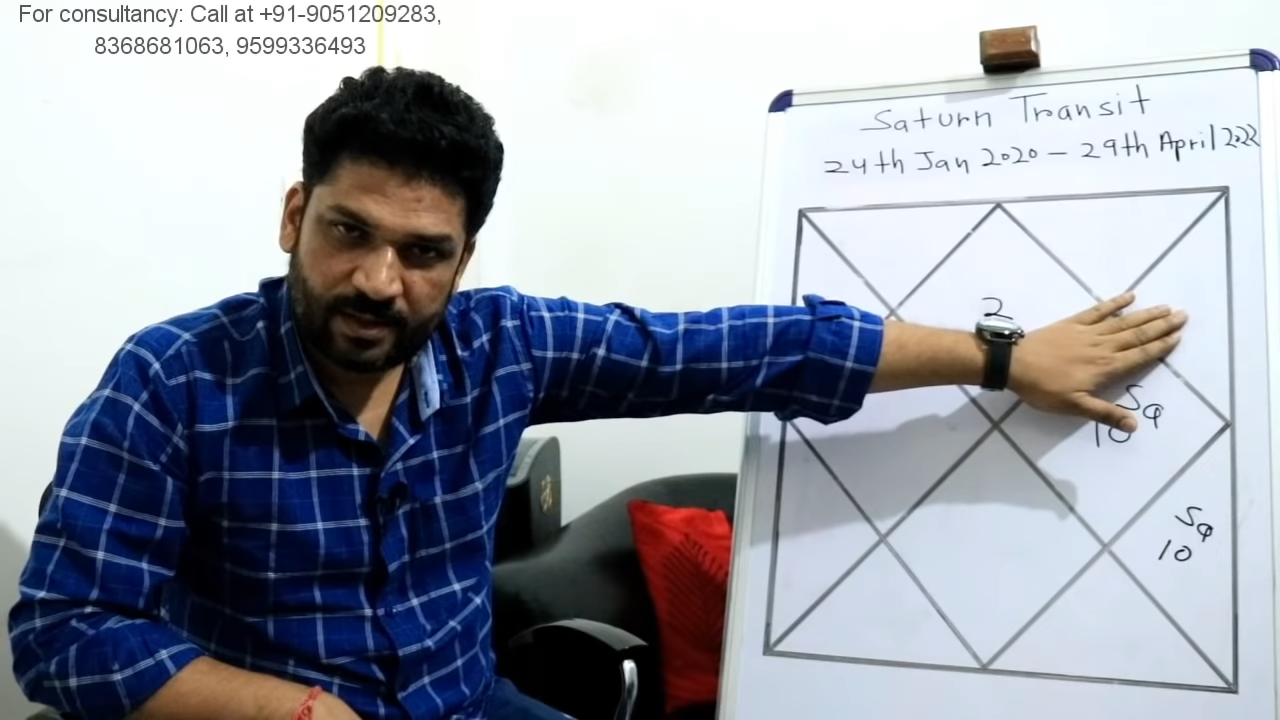 For consultancy: Call at +91-9051209283,
8368681063, 9599336493
Saturn Transit
24th Jan 2020 - 29th April 2022
2
Sa
10
Sa
10